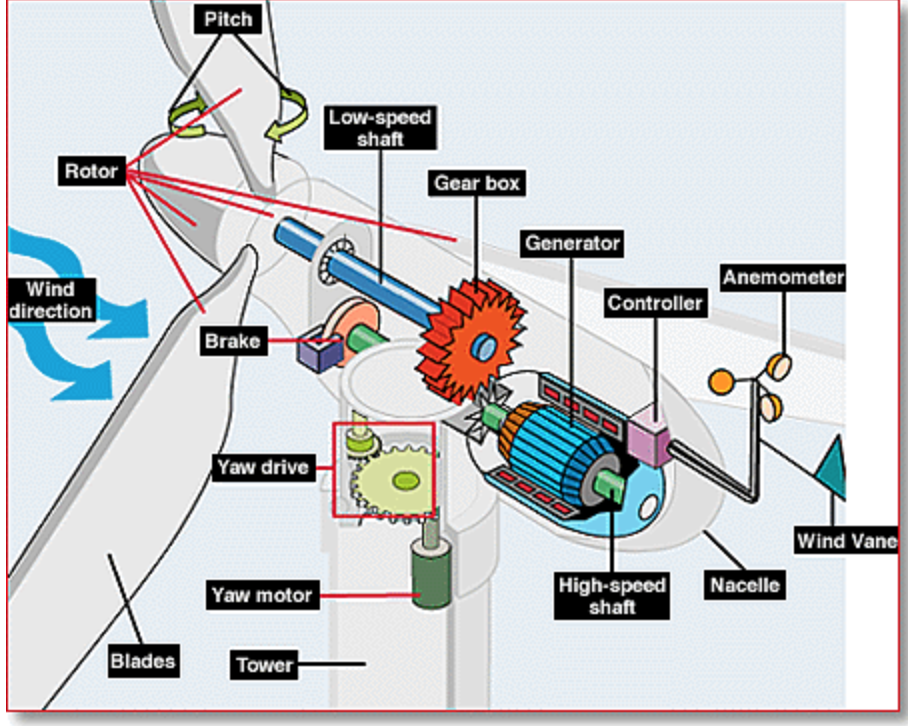 Pitch
Low-speed
shaft
Rotor
Gear box
Generator
Anemometer
Controller
Wind
direction
Brake
Yaw drive
Wind Vane
High-speed
shaft
Nacelle
Yaw motor
Blades
Tower